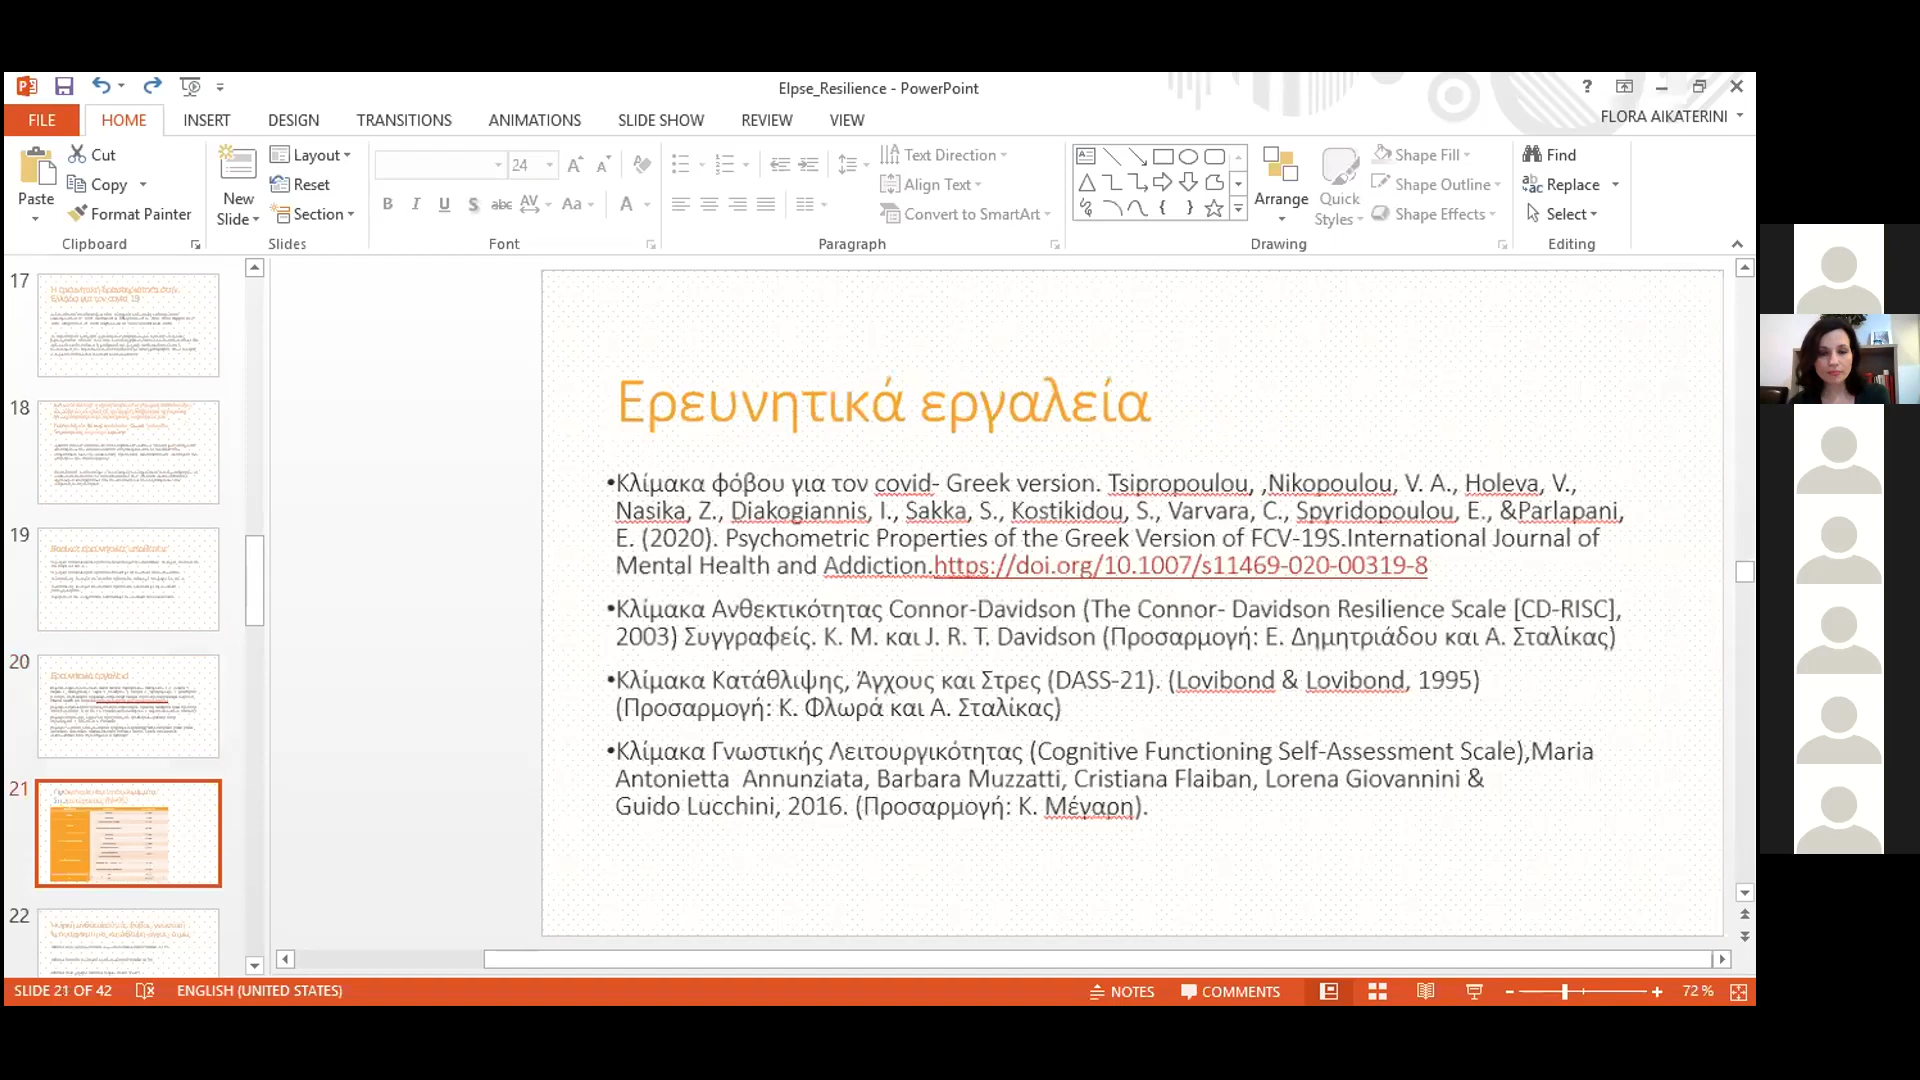 Elpse_Resilience - PowerPoint
?
FILE HOME INSERT DESIGN TRANSITIONS ANIMATIONS SLIDE SHOW REVIEW VIEW
FLORA AIKATERINI
Paste
Cut
Copy
Format Painter
Clipboard
New
Slide
Layout
Reset
Section
Slides
24
B I U S abc AV Aa A
Font
Text Direction
Align Text
Convert to SmartArt
Paragraph
Arrange
Quick
Styles
Shape Fill
Shape Outline
Shape Effects
Drawing
Find
Replace
Select
Editing
17
18
19
20
21
22
Ερευνητικά εργαλεία
•Κλίμακα φόβου για τον covid- Greek version. Tsipropoulou, ,Nikopoulou, V. A., Holeva, V.,
Nasika, Z., Diakogiannis, I., Sakka, S., Kostikidou, S., Varvara, C., Spyridopoulou, E., &Parlapani,
E. (2020). Psychometric Properties of the Greek Version of FCV-19S.International Journal of
Mental Health and Addiction.https://doi.org/10.1007/s11469-020-00319-8
•Κλίμακα Ανθεκτικότητας Connor-Davidson (The Connor- Davidson Resilience Scale [CD-RISC],
2003) Συγγραφείς. K. M. και J. R. T. Davidson (Προσαρμογή: Ε. Δημητριάδου και Α. Σταλίκας)
•Κλίμακα Κατάθλιψης, Άγχους και Στρες (DASS-21). (Lovibond & Lovibond, 1995)
(Προσαρμογή: Κ. Φλωρά και Α. Σταλίκας)
•Κλίμακα Γνωστικής Λειτουργικότητας (Cognitive Functioning Self-Assessment Scale),Maria
Antonietta  Annunziata, Barbara Muzzatti, Cristiana Flaiban, Lorena Giovannini &
Guido Lucchini, 2016. (Προσαρμογή: Κ. Μέγαρη).
SLIDE 21 OF 42
ENGLISH (UNITED STATES)
NOTES
COMMENTS
72 %